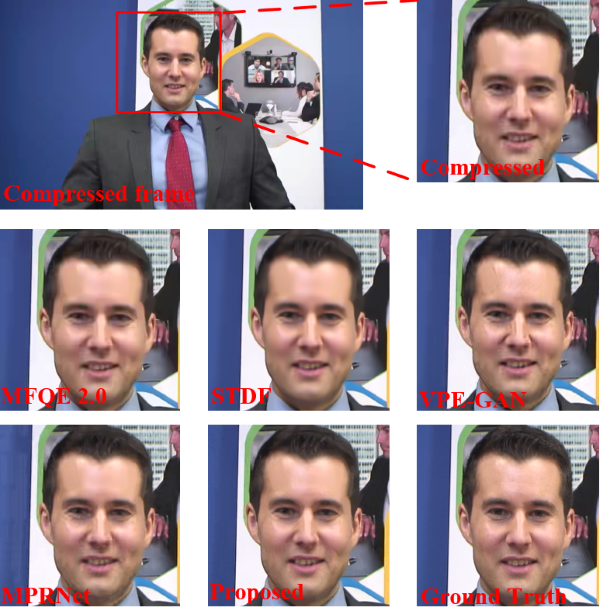 Compressed frame
Compressed
MFQE 2.0
STDF
VPE-GAN
MPRNet
Proposed
Ground Truth